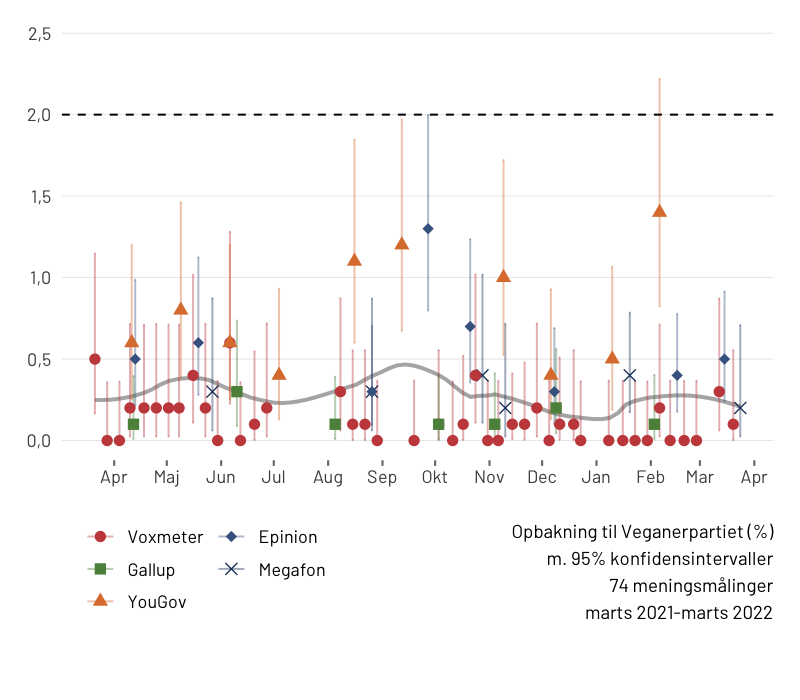 2,5
2,0
1,5
1,0
0,5
0,0
Apr Maj Jun Jul Aug Sep Okt Nov Dec Jan Feb Mar Apr
Voxmeter Epinion
Gallup Megafon
YouGov
Opbakning til Veganerpartiet (%)
m. 95% konfidensintervaller
74 meningsmålinger
marts 2021-marts 2022